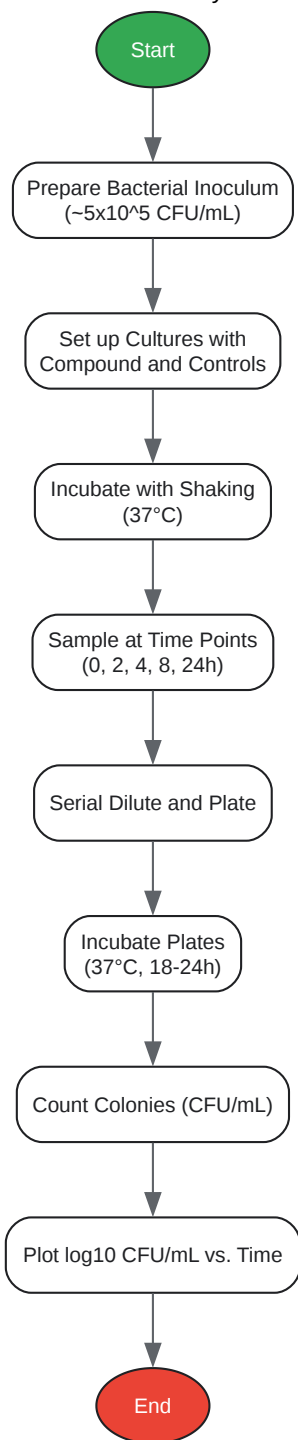 Start
Prepare Bacterial Inoculum
(~5x10^5 CFU/mL)
Set up Cultures with
Compound and Controls
Incubate with Shaking
(37°C)
Sample at Time Points
(0, 2, 4, 8, 24h)
Serial Dilute and Plate
Incubate Plates
(37°C, 18-24h)
Count Colonies (CFU/mL)
Plot log10 CFU/mL vs. Time
End